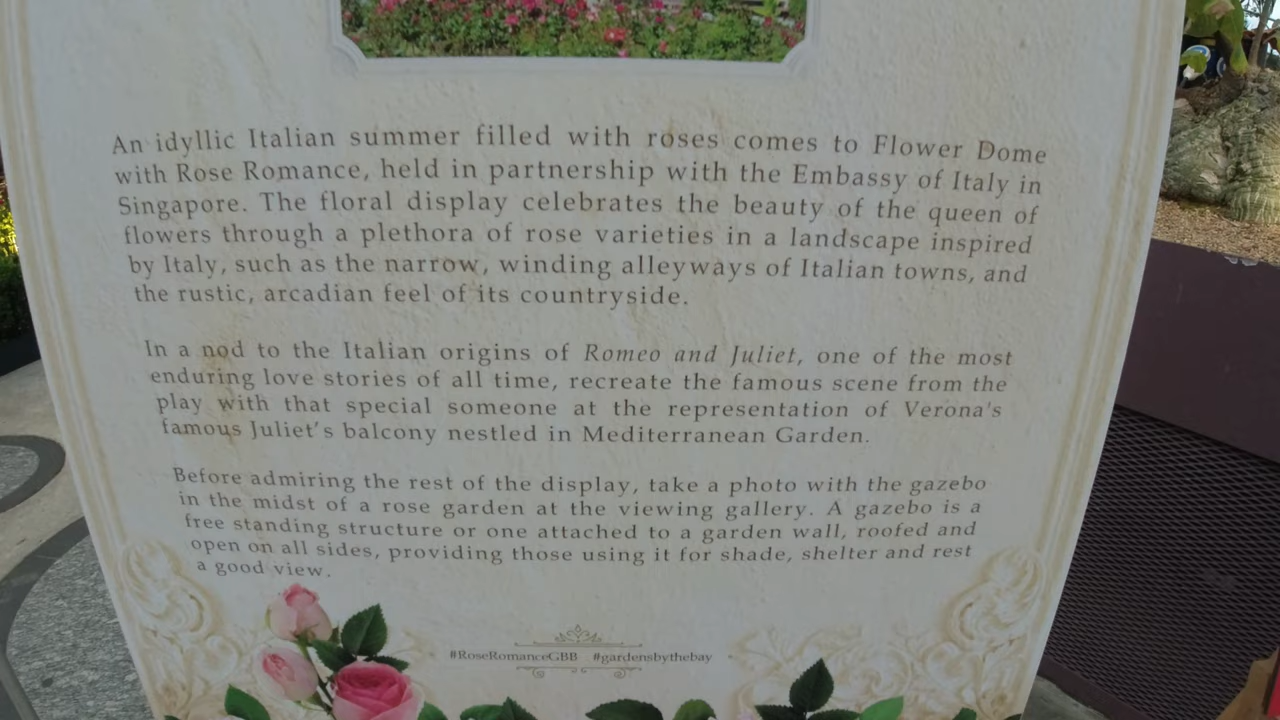 An idyllic Italian summer filled with roses comes to Flower Dome
with Rose Romance, held in partnership with the Embassy of Italy in
Singapore. The floral display celebrates the beauty of the queen of
flowers through a plethora of rose varieties in a landscape inspired
by Italy, such as the narrow, winding alleyways of Italian towns, and
the rustic, arcadian feel of its countryside.
In a nod to the Italian origins of Romeo and Juliet, one of the most
enduring love stories of all time, recreate the famous scene from the
play with that special someone at the representation of Verona's
famous Juliet's balcony nestled in Mediterranean Garden.
Before admiring the rest of the display, take a photo with the gazebo
in the midst of a rose garden at the viewing gallery. A gazebo is a
free standing structure or one attached to a garden wall, roofed and
open on all sides, providing those using it for shade, shelter and rest
a good view.
#RoseRomanceGBB #gardensbythebay